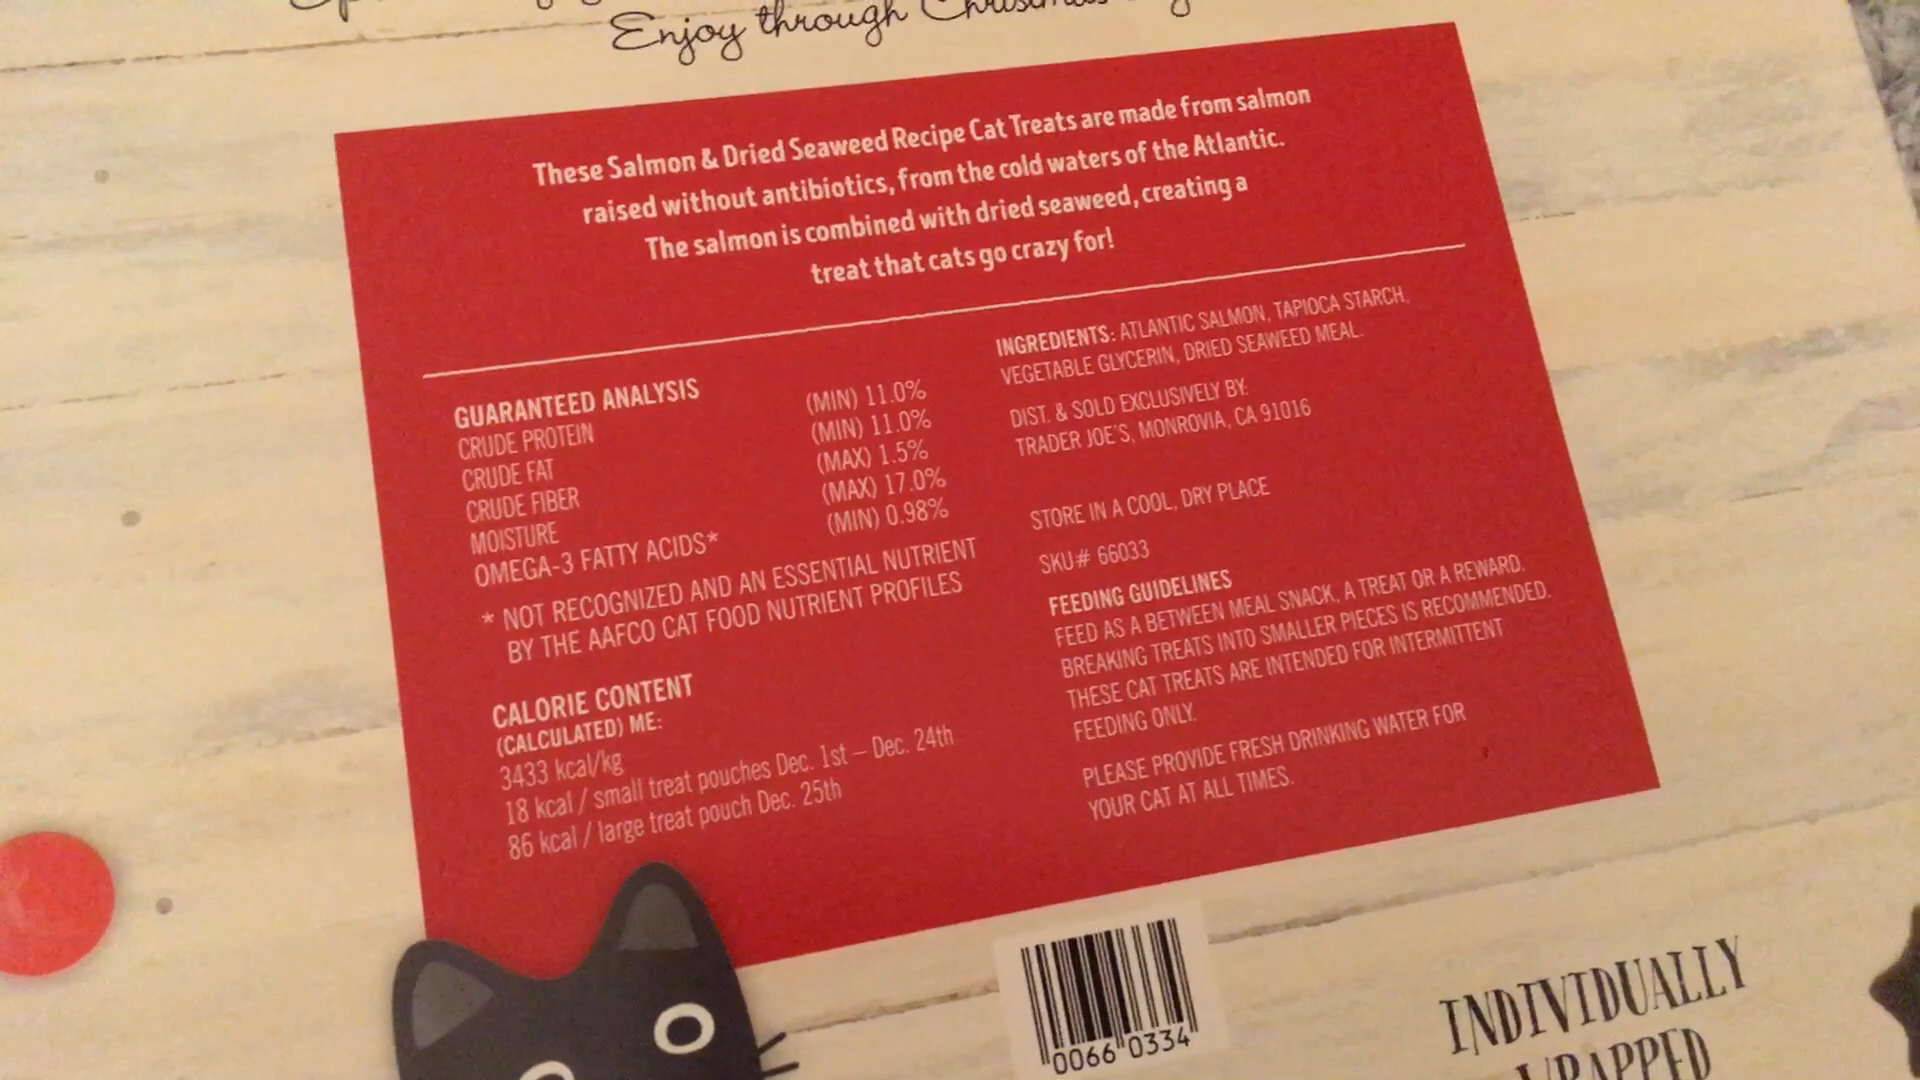 Enjoy through Christmas
These Salmon & Dried Seaweed Recipe Cat Treats are made from salmon
raised without antibiotics, from the cold waters of the Atlantic.
The salmon is combined with dried seaweed, creating a
treat that cats go crazy for!
GUARANTEED ANALYSIS
CRUDE PROTEIN (MIN) 11.0%
CRUDE FAT (MIN) 11.0%
CRUDE FIBER (MAX) 1.5%
MOISTURE (MAX) 17.0%
OMEGA-3 FATTY ACIDS* (MIN) 0.98%
* NOT RECOGNIZED AND AN ESSENTIAL NUTRIENT
BY THE AAFCO CAT FOOD NUTRIENT PROFILES
CALORIE CONTENT
(CALCULATED) ME:
3433 kcal/kg
18 kcal / small treat pouches Dec. 1st – Dec. 24th
86 kcal / large treat pouch Dec. 25th
INGREDIENTS: ATLANTIC SALMON, TAPIOCA STARCH,
VEGETABLE GLYCERIN, DRIED SEAWEED MEAL.
DIST. & SOLD EXCLUSIVELY BY:
TRADER JOE'S, MONROVIA, CA 91016
STORE IN A COOL, DRY PLACE
SKU# 66033
FEEDING GUIDELINES
FEED AS A BETWEEN MEAL SNACK, A TREAT OR A REWARD.
BREAKING TREATS INTO SMALLER PIECES IS RECOMMENDED.
THESE CAT TREATS ARE INTENDED FOR INTERMITTENT
FEEDING ONLY.
PLEASE PROVIDE FRESH DRINKING WATER FOR
YOUR CAT AT ALL TIMES.
0066 0334
INDIVIDUALLY
WRAPPED